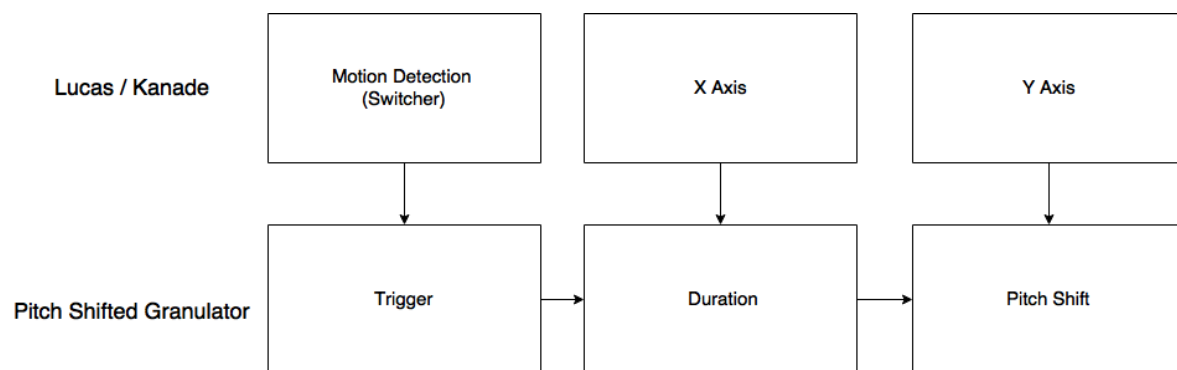 Lucas / Kanade
Motion Detection
(Switcher)
X Axis
Y Axis
Pitch Shifted Granulator
Trigger
Duration
Pitch Shift